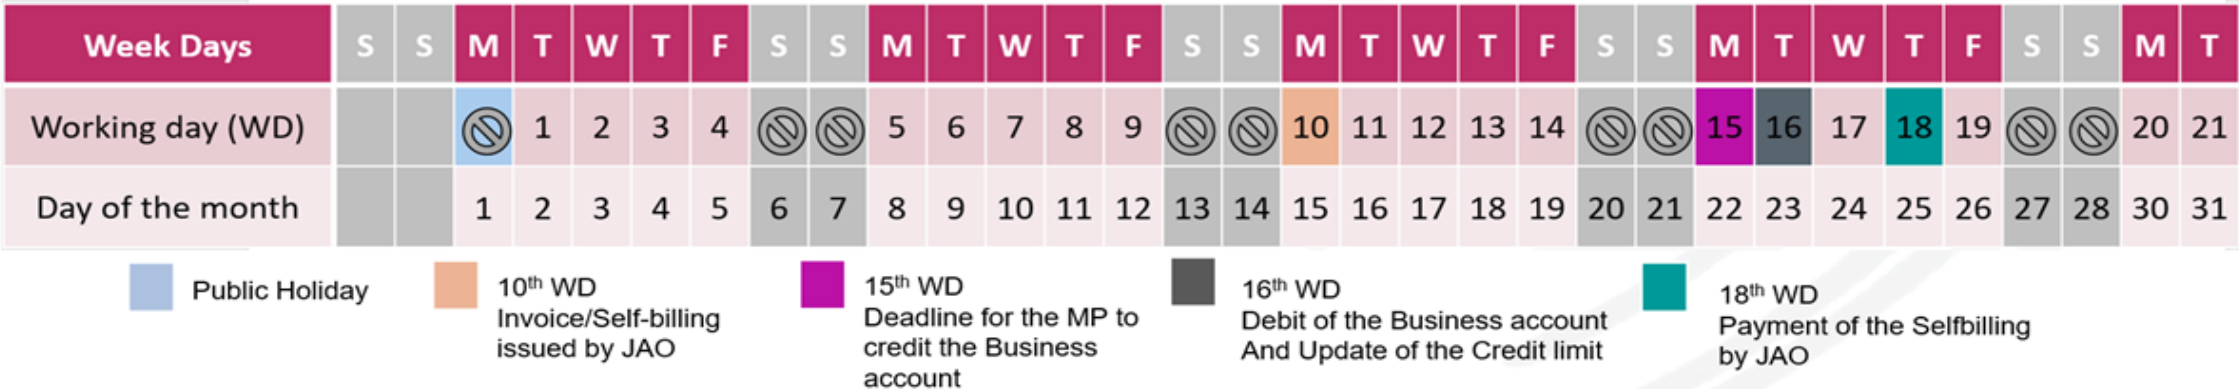 Week Days S S M T W T F S S M T W T F S S M T W T F S S M T W T F S S M T
Working day (WD) 1 2 3 4 5 6 7 8 9 10 11 12 13 14 15 16 17 18 19 20 21
Day of the month 1 2 3 4 5 6 7 8 9 10 11 12 13 14 15 16 17 18 19 20 21 22 23 24 25 26 27 28 30 31
Public Holiday
10th WD
Invoice/Self-billing
issued by JAO
15th WD
Deadline for the MP to
credit the Business
account
16th WD
Debit of the Business account
And Update of the Credit limit
18th WD
Payment of the Selfbilling
by JAO